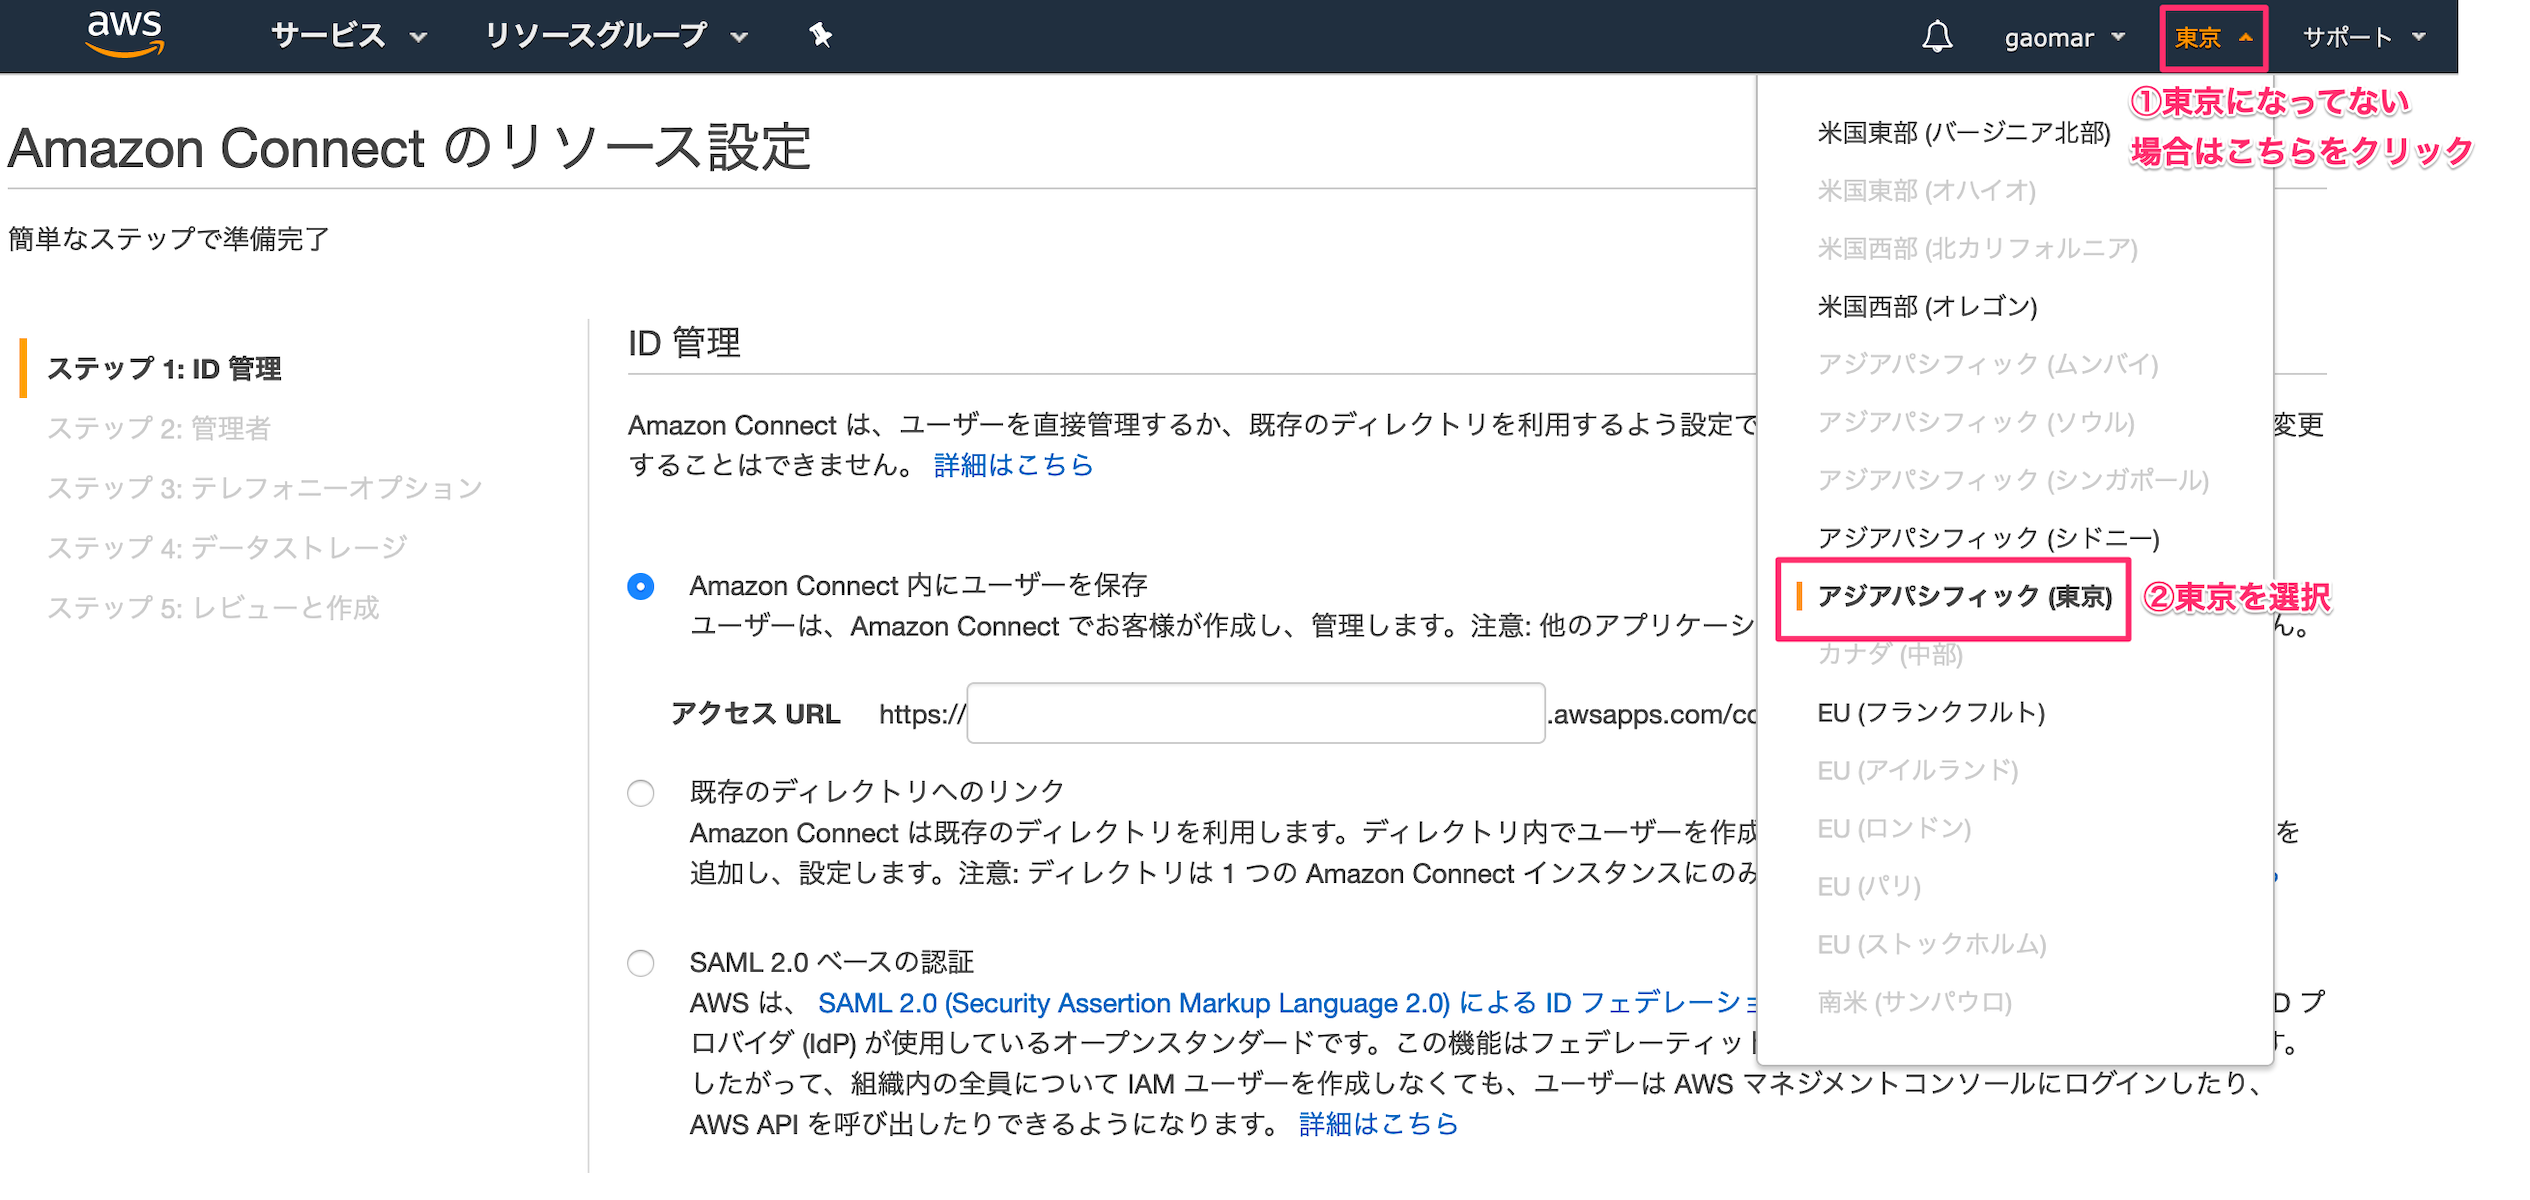 aws
サービス
リソースグループ
gaomar
東京
サポート
①東京になってない
場合はこちらをクリック
Amazon Connect のリソース設定
簡単なステップで準備完了
ステップ 1: ID 管理
ステップ 2: 管理者
ステップ 3: テレフォニーオプション
ステップ 4: データストレージ
ステップ 5: レビューと作成
ID 管理
Amazon Connect は、ユーザーを直接管理するか、既存のディレクトリを利用するよう設定で 変更
することはできません。 詳細はこちら
Amazon Connect 内にユーザーを保存
ユーザーは、Amazon Connect でお客様が作成し、管理します。注意: 他のアプリケーシ ん。
アクセス URL https:// .awsapps.com/co
既存のディレクトリへのリンク
Amazon Connect は既存のディレクトリを利用します。ディレクトリ内でユーザーを作成 を
追加し、設定します。注意: ディレクトリは 1 つの Amazon Connect インスタンスにのみ
SAML 2.0 ベースの認証
AWS は、 SAML 2.0 (Security Assertion Markup Language 2.0) による ID フェデレーショ D プ
ロバイダ (IdP) が使用しているオープンスタンダードです。この機能はフェデレーティッ す。
したがって、組織内の全員について IAM ユーザーを作成しなくても、ユーザーは AWS マネジメントコンソールにログインしたり、
AWS API を呼び出したりできるようになります。 詳細はこちら
米国東部 (バージニア北部)
米国東部 (オハイオ)
米国西部 (北カリフォルニア)
米国西部 (オレゴン)
アジアパシフィック (ムンバイ)
アジアパシフィック (ソウル)
アジアパシフィック (シンガポール)
アジアパシフィック (シドニー)
アジアパシフィック (東京)
②東京を選択
カナダ (中部)
EU (フランクフルト)
EU (アイルランド)
EU (ロンドン)
EU (パリ)
EU (ストックホルム)
南米 (サンパウロ)